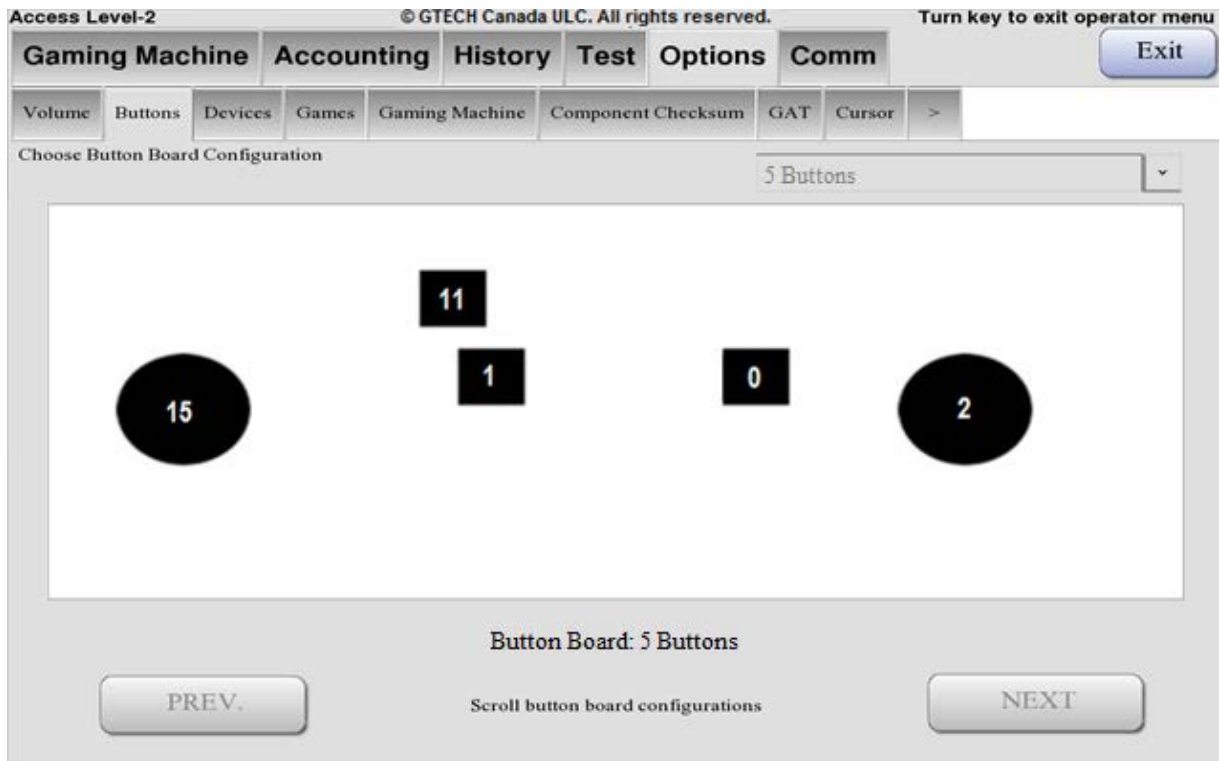 Access Level-2 © GTECH Canada ULC. All rights reserved. Turn key to exit operator menu
Gaming Machine Accounting History Test Options Comm Exit
Volume Buttons Devices Games Gaming Machine Component Checksum GAT Cursor >
Choose Button Board Configuration
5 Buttons
11
1 0
15 2
Button Board: 5 Buttons
PREV. Scroll button board configurations NEXT